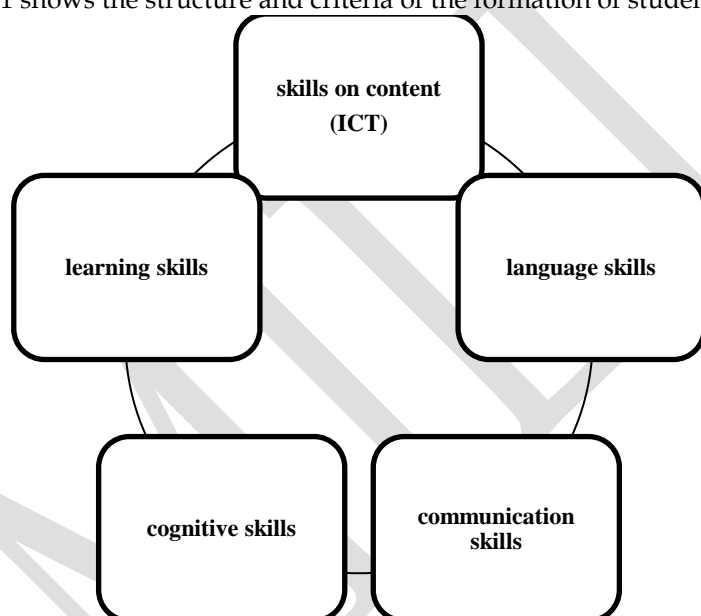 1 shows the structure and criteria of the formation of studen
skills on content
(ICT)
learning skills
language skills
cognitive skills
communication
skills